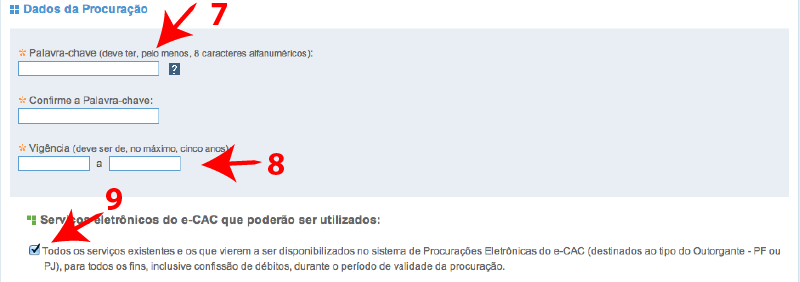 Dados da Procuração
7
* Palavra-chave (deve ter, pelo menos, 8 caracteres alfanuméricos):
?
* Confirme a Palavra-chave:
* Vigência (deve ser de, no máximo, cinco anos)
a
8
9
Serviços eletrônicos do e-CAC que poderão ser utilizados:
Todos os serviços existentes e os que vierem a ser disponibilizados no sistema de Procurações Eletrônicas do e-CAC (destinados ao tipo do Outorgante - PF ou
PJ), para todos os fins, inclusive confissão de débitos, durante o período de validade da procuração.